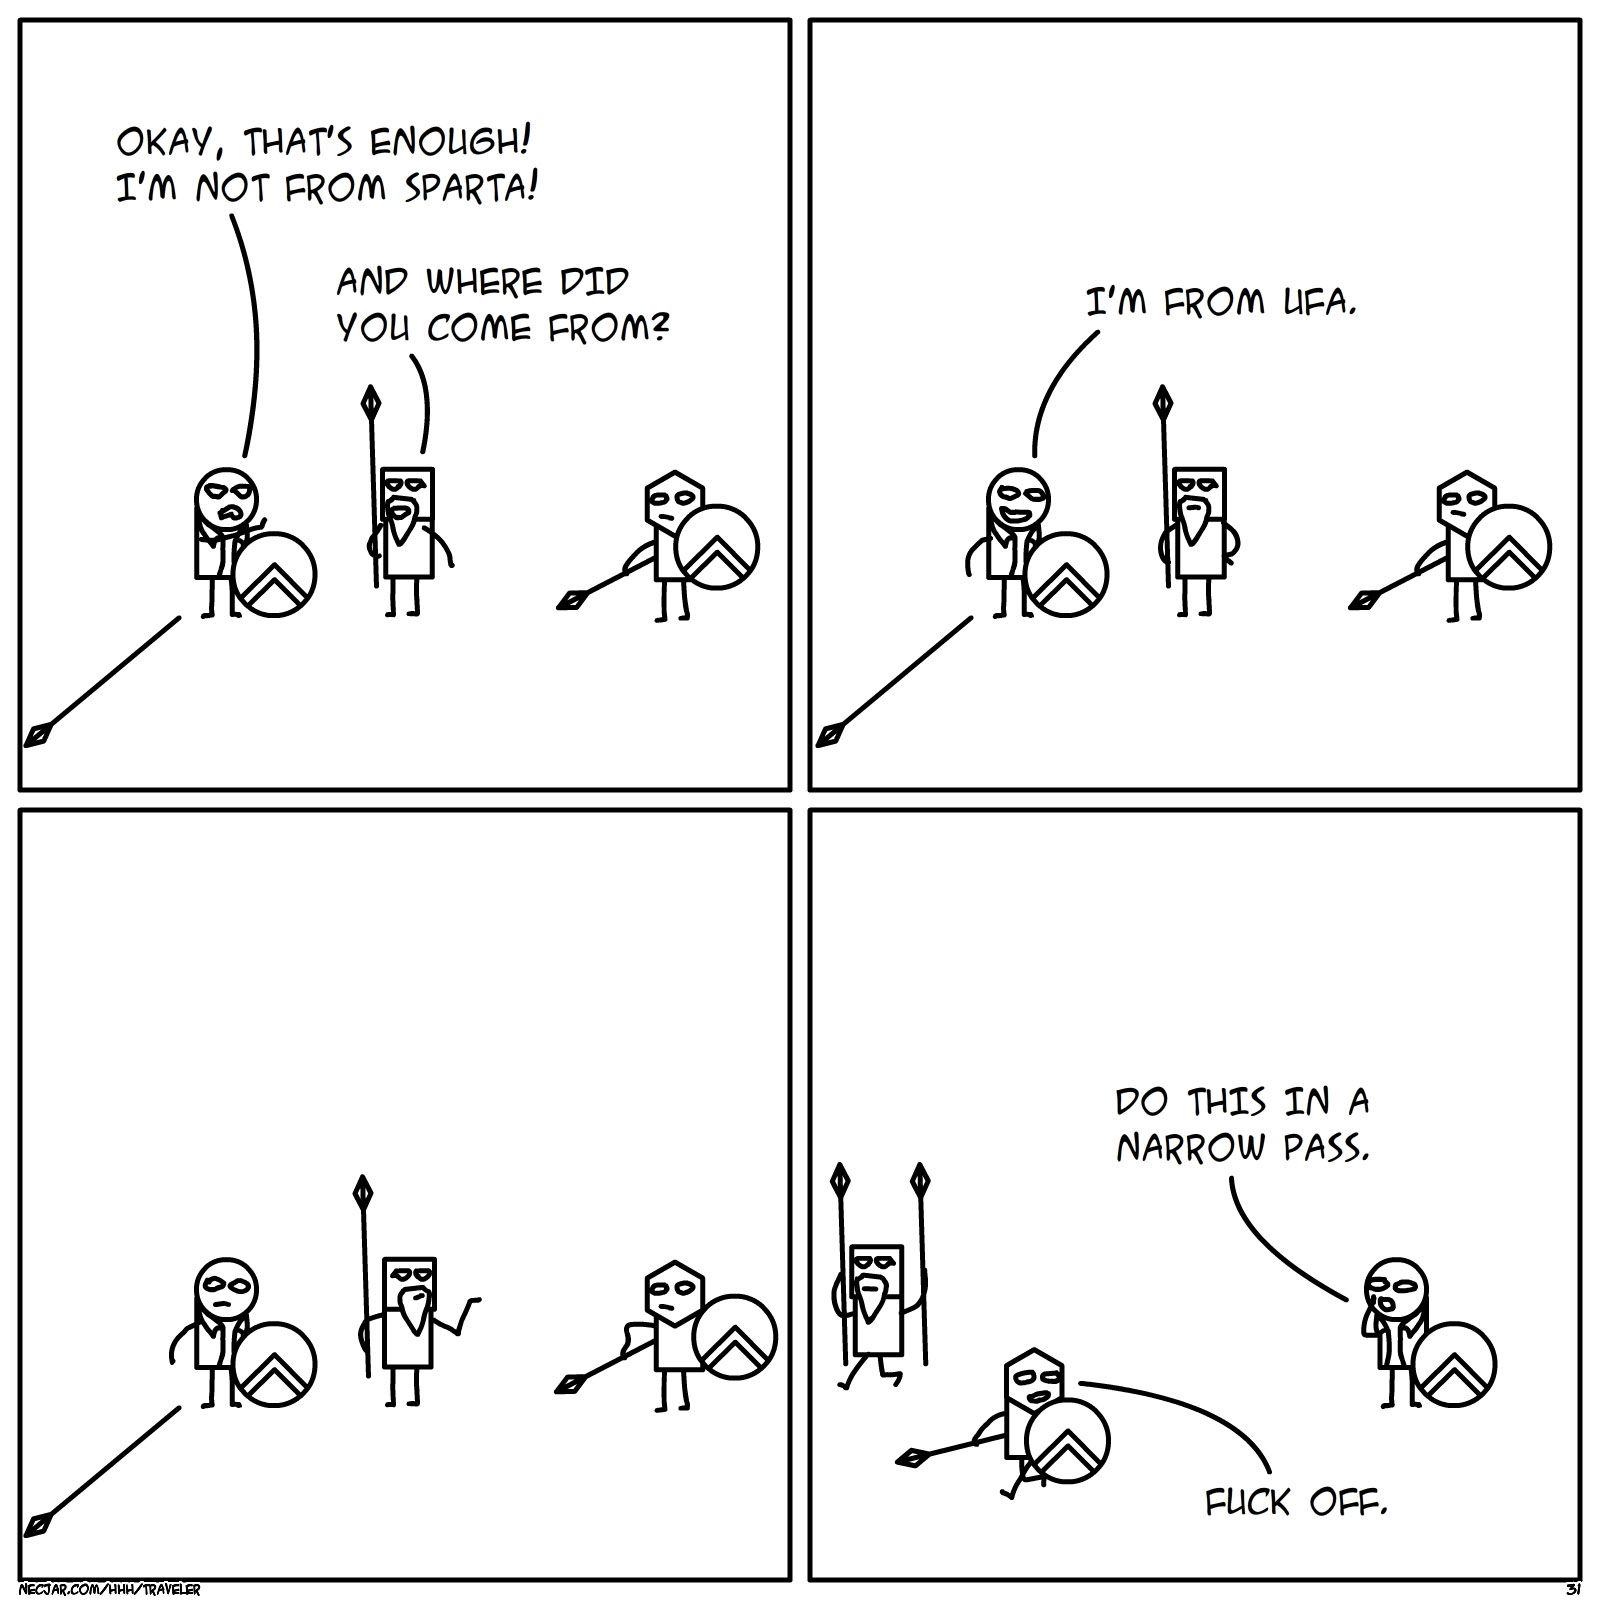 OKAY, THAT'S ENOUGH!
I'M NOT FROM SPARTA!
AND WHERE DID
YOU COME FROM?
I'M FROM UFA.
DO THIS IN A
NARROW PASS.
FUCK OFF.
NECJAR.COM/HHH/TRAVELER
31